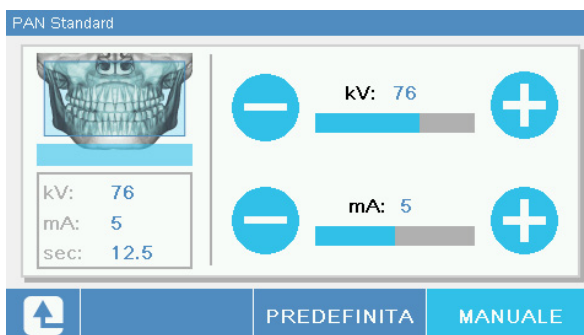 PAN Standard
kV: 76
mA: 5
sec: 12.5
kV: 76
mA: 5
PREDEFINITA
MANUALE